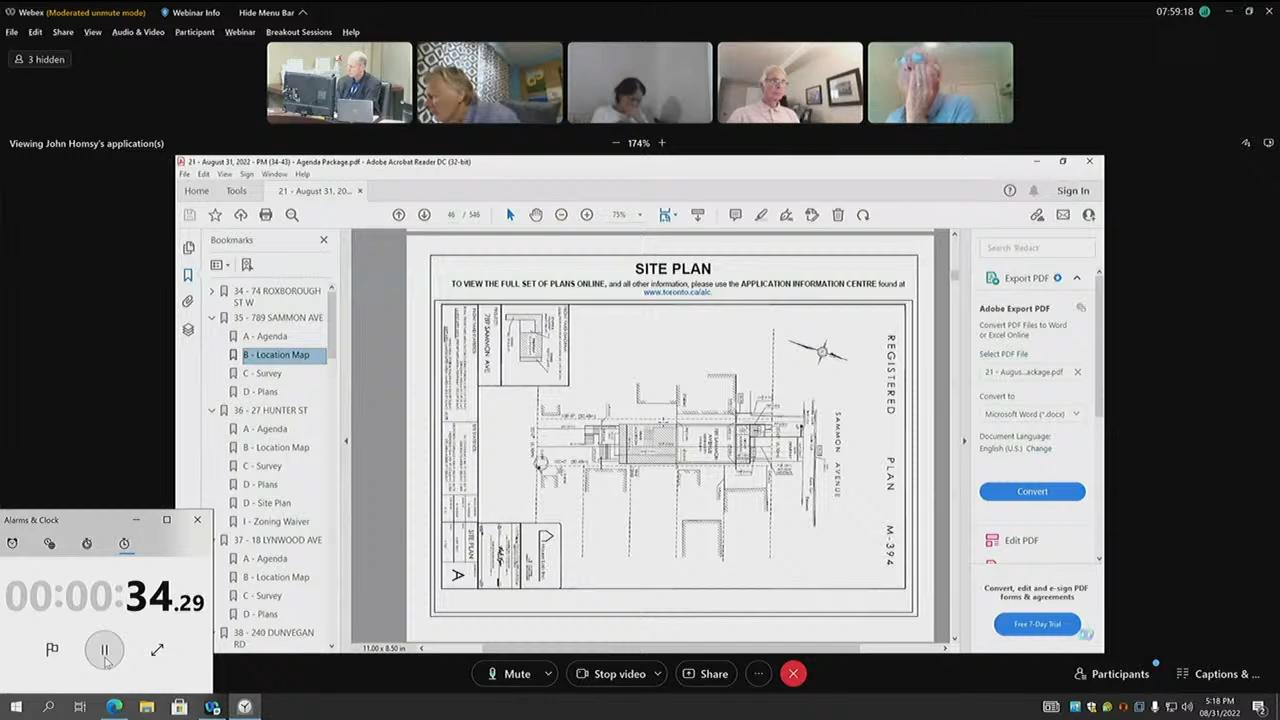 Webex (Moderated unmute mode) Webinar Info Hide Menu Bar 07:59:18
File Edit Share View Audio & Video Participant Webinar Breakout Sessions Help
3 hidden
Viewing John Homsy's application(s)
174%
21 - August 31, 2022 - PM (34-43) - Agenda Package.pdf - Adobe Acrobat Reader DC (32-bit)
File Edit View Sign Window Help
Home Tools 21 - August 31, 20... × Sign In
46 / 546 75%
Bookmarks
34 - 74 ROXBOROUGH ST W
35 - 789 SAMMON AVE
A - Agenda
B - Location Map
C - Survey
D - Plans
36 - 27 HUNTER ST
A - Agenda
B - Location Map
C - Survey
D - Plans
D - Site Plan
I - Zoning Waiver
37 - 18 LYNWOOD AVE
A - Agenda
B - Location Map
C - Survey
D - Plans
38 - 240 DUNVEGAN RD
SITE PLAN
TO VIEW THE FULL SET OF PLANS ONLINE, and all other information, please use the APPLICATION INFORMATION CENTRE found at
www.toronto.ca/aic.
REGISTERED PLAN M-394
SAMMON AVENUE
789 SAMMON AVE
SITE PLAN
A
11.00 x 8.50 in
Search 'Redact'
Export PDF
Adobe Export PDF
Convert PDF Files to Word
or Excel Online
Select PDF File
21 - Augus...ackage.pdf ×
Convert to
Microsoft Word (*.docx)
Document Language:
English (U.S.) Change
Convert
Edit PDF
Convert, edit and e-sign PDF
forms & agreements
Free 7-Day Trial
Alarms & Clock
00:00:34.29
Mute Stop video Share Participants Captions & ...
5:18 PM
08/31/2022